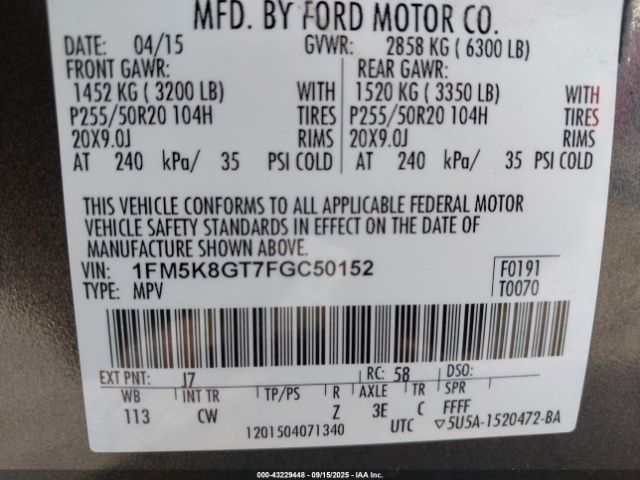 MFD. BY FORD MOTOR CO.
DATE: 04/15 GVWR: 2858 KG ( 6300 LB)
FRONT GAWR: REAR GAWR:
1452 KG ( 3200 LB) WITH 1520 KG ( 3350 LB) WITH
P255/50R20 104H TIRES P255/50R20 104H TIRES
20X9.0J RIMS 20X9.0J RIMS
AT 240 kPa/ 35 PSI COLD AT 240 kPa/ 35 PSI COLD
THIS VEHICLE CONFORMS TO ALL APPLICABLE FEDERAL MOTOR
VEHICLE SAFETY STANDARDS IN EFFECT ON THE DATE OF
MANUFACTURE SHOWN ABOVE.
VIN: 1FM5K8GT7FGC50152 F0191
TYPE: MPV T0070
EXT PNT: J7 RC: 58 DSO:
WB INT TR TP/PS R AXLE TR SPR
113 CW Z 3E C FFFF
1201504071340 UTC ▽5U5A-1520472-BA
© 000-43229448 - 09/15/2025 - IAAI Copart